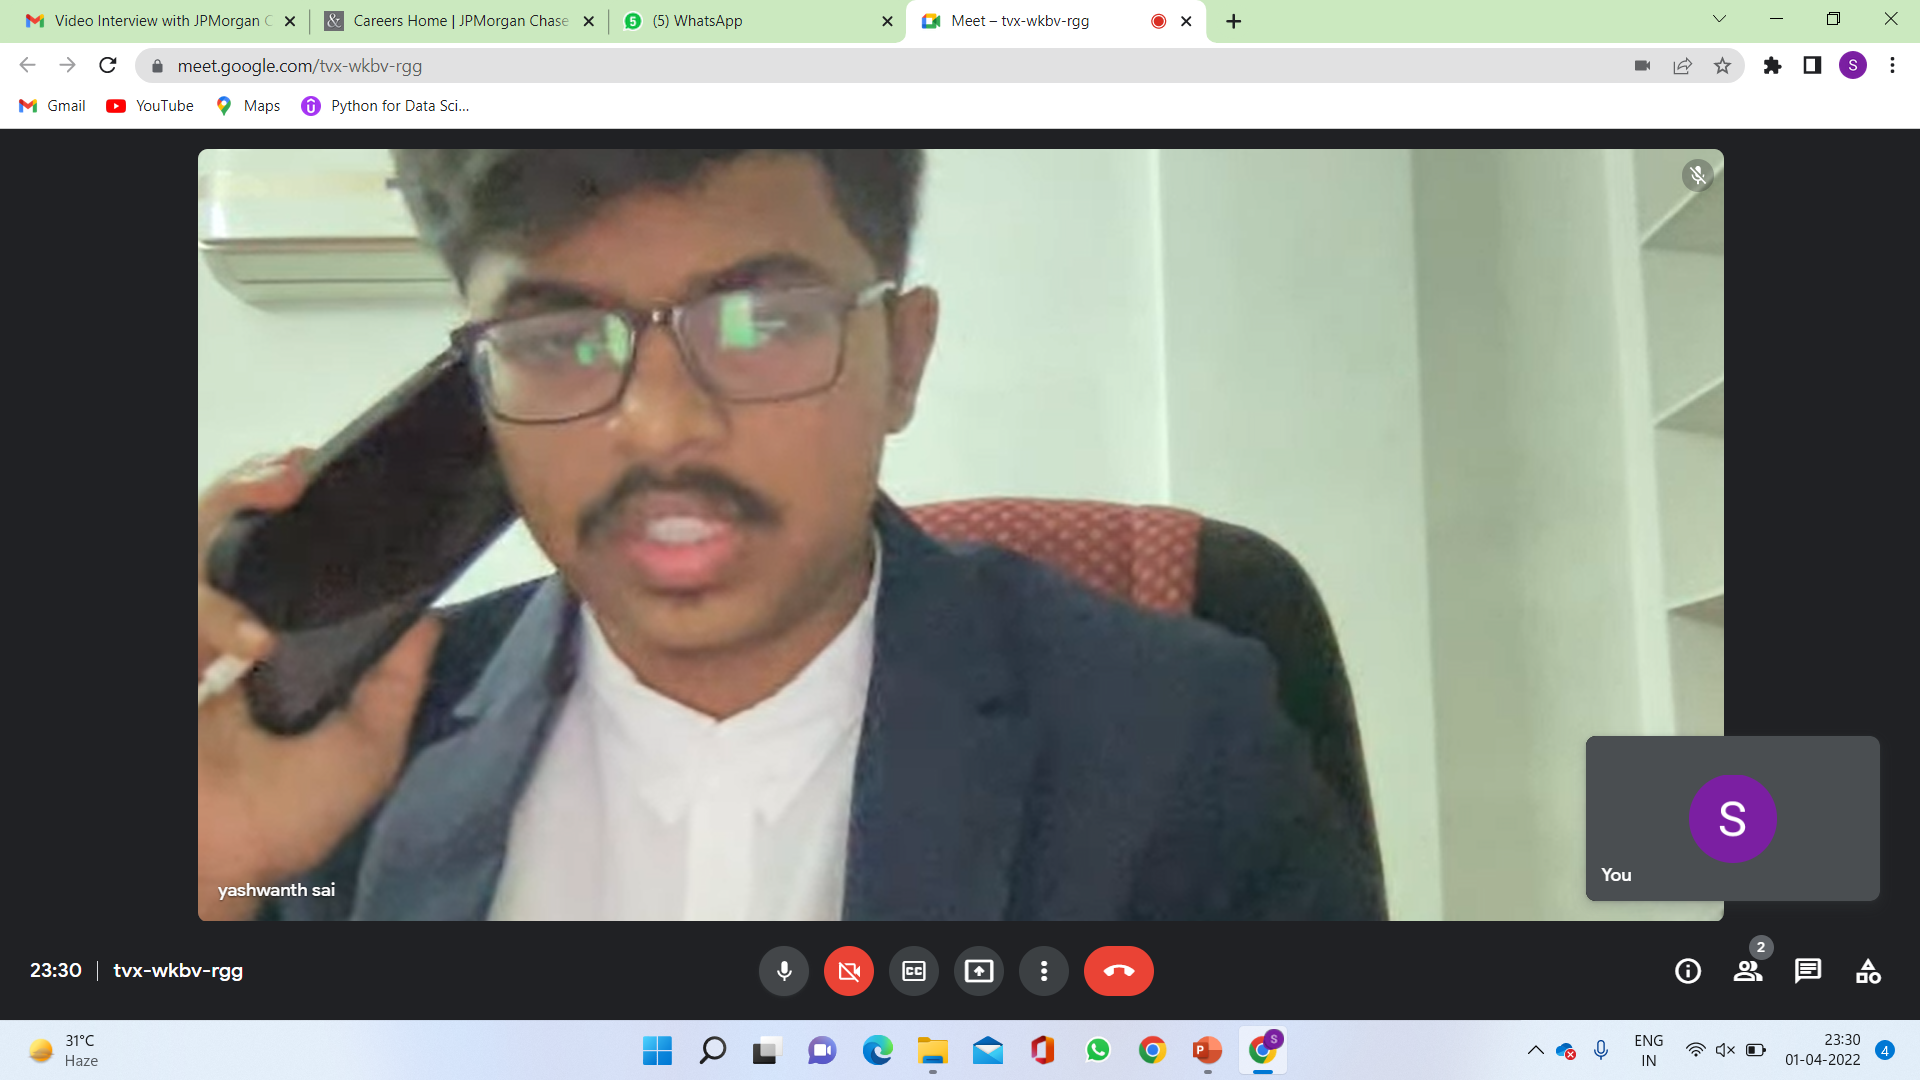 Video Interview with JPMorgan C
Careers Home | JPMorgan Chase
5
(5) WhatsApp
Meet – tvx-wkbv-rgg
meet.google.com/tvx-wkbv-rgg
S
Gmail
YouTube
Maps
Python for Data Sci...
yashwanth sai
S
You
23:30 | tvx-wkbv-rgg
CC
2
31°C
Haze
P
S
ENG
IN
23:30
01-04-2022
4